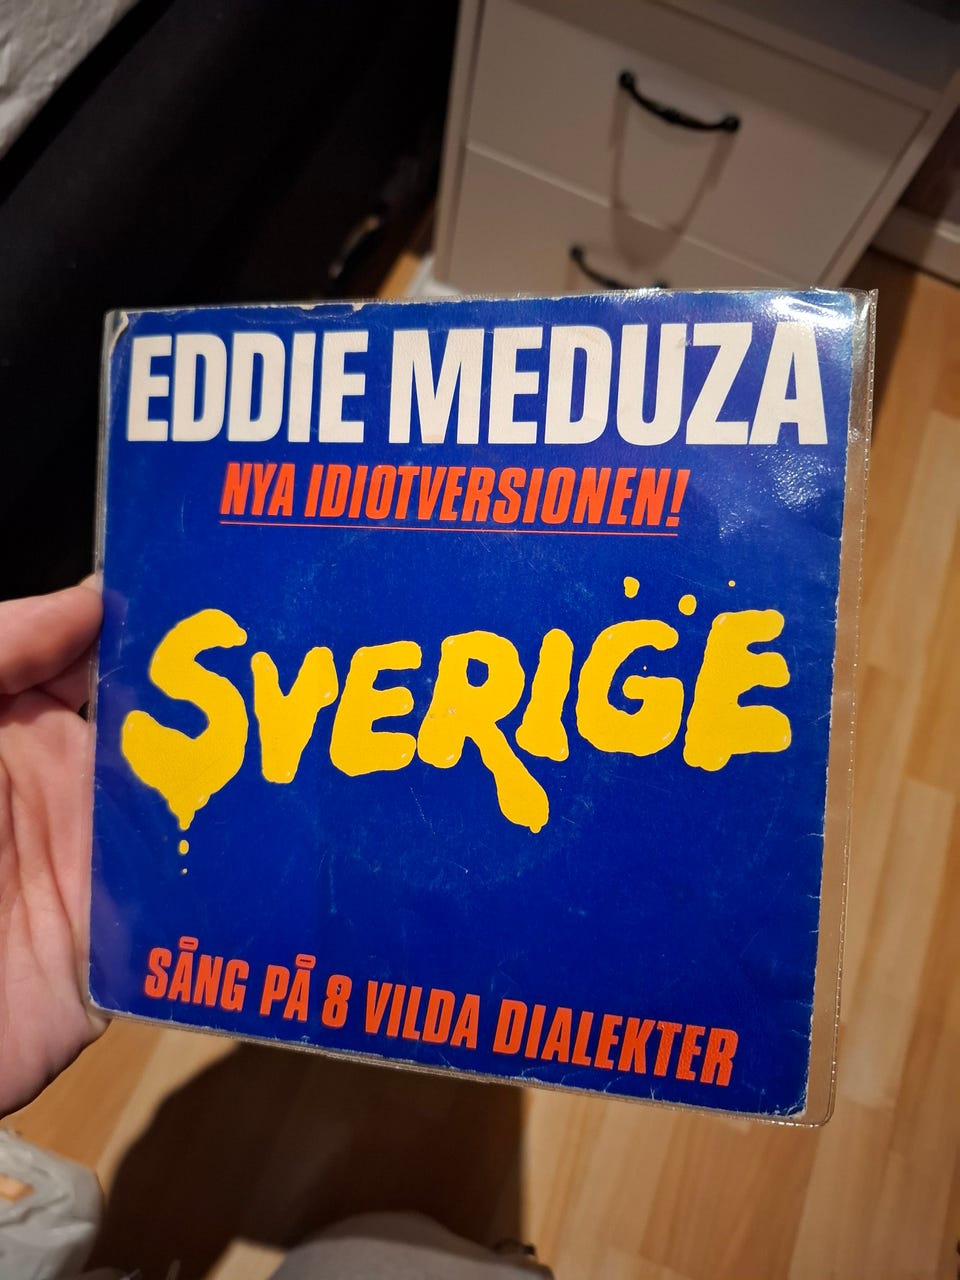 EDDIE MEDUZA
NYA IDIOTVERSIONEN!
SVERIGE
SÅNG PÅ 8 VILDA DIALEKTER